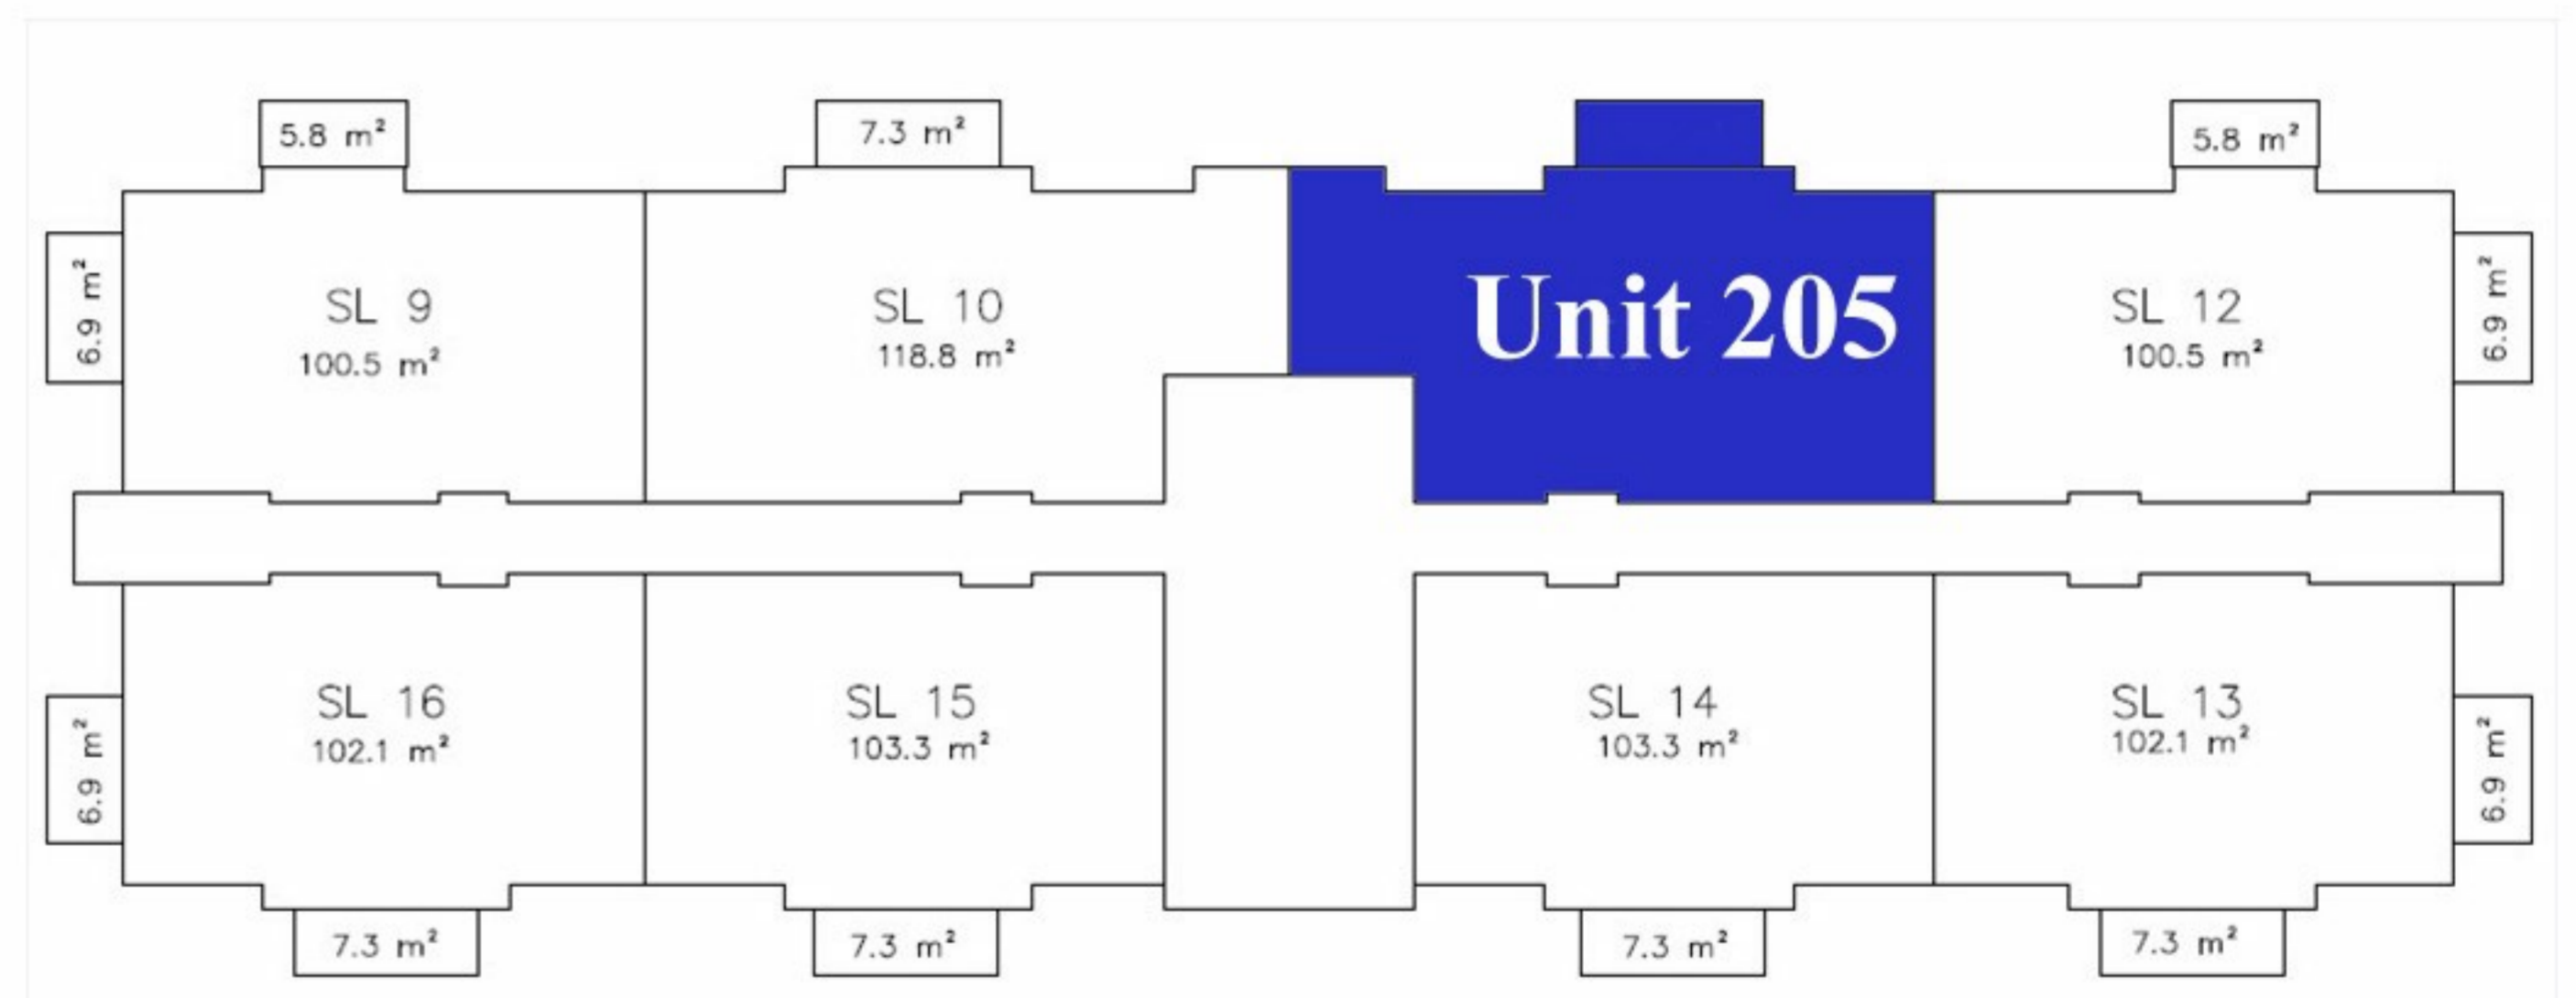 5.8 m²
7.3 m²
5.8 m²
6.9 m²
SL 9
100.5 m²
SL 10
118.8 m²
Unit 205
SL 12
100.5 m²
6.9 m²
6.9 m²
SL 16
102.1 m²
SL 15
103.3 m²
SL 14
103.3 m²
SL 13
102.1 m²
6.9 m²
7.3 m²
7.3 m²
7.3 m²
7.3 m²